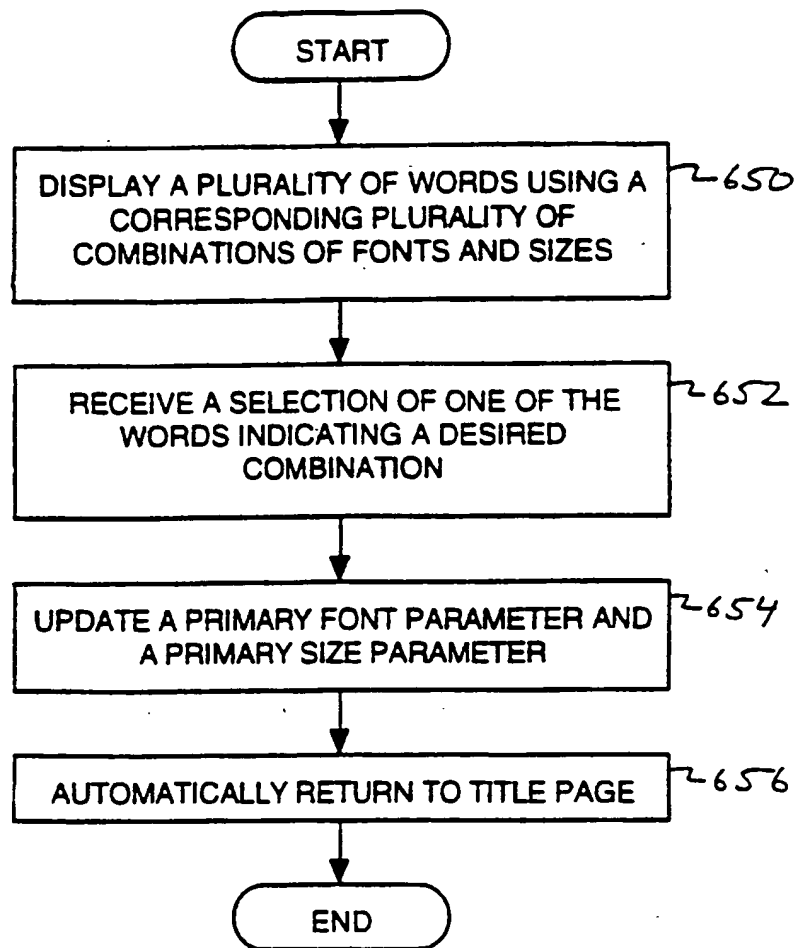 START
DISPLAY A PLURALITY OF WORDS USING A
650
CORRESPONDING PLURALITY OF
COMBINATIONS OF FONTS AND SIZES
RECEIVE A SELECTION OF ONE OF THE
652
WORDS INDICATING A DESIRED
COMBINATION
UPDATE A PRIMARY FONT PARAMETER AND
654
A PRIMARY SIZE PARAMETER
AUTOMATICALLY RETURN TO TITLE PAGE
656
END